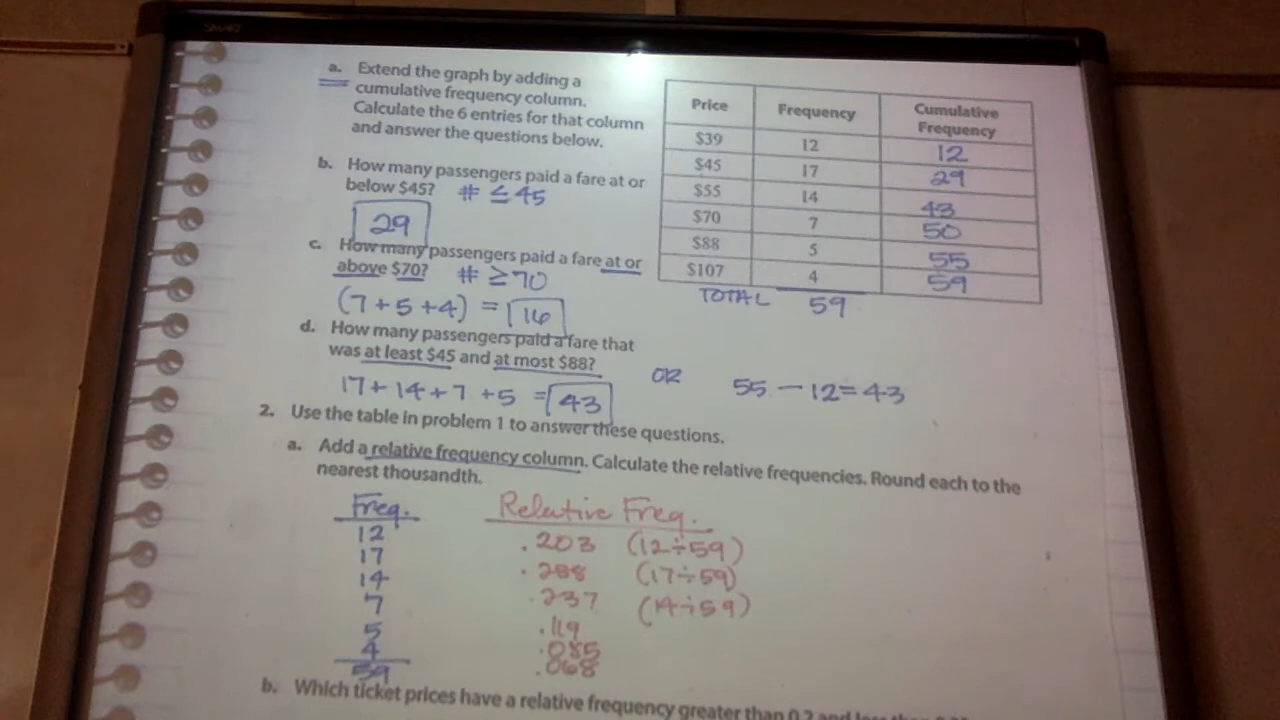 SMART
a. Extend the graph by adding a
cumulative frequency column.
Calculate the 6 entries for that column
and answer the questions below.
Price Frequency Cumulative Frequency
$39 12 12
$45 17 29
$55 14 43
$70 7 50
$88 5 55
$107 4 59
TOTAL 59
b. How many passengers paid a fare at or
below $45? # ≤ 45
29
c. How many passengers paid a fare at or
above $70? # ≥ 70
(7+5+4) = 16
d. How many passengers paid a fare that
was at least $45 and at most $88?
17+14+7+5 = 43 OR 55 - 12 = 43
2. Use the table in problem 1 to answer these questions.
a. Add a relative frequency column. Calculate the relative frequencies. Round each to the
nearest thousandth.
Freq. Relative Freq.
12 .203 (12÷59)
17 .288 (17÷59)
14 .237 (14÷59)
7 .119
5 .085
4 .068
59
b. Which ticket prices have a relative frequency greater than 0.2 and less than